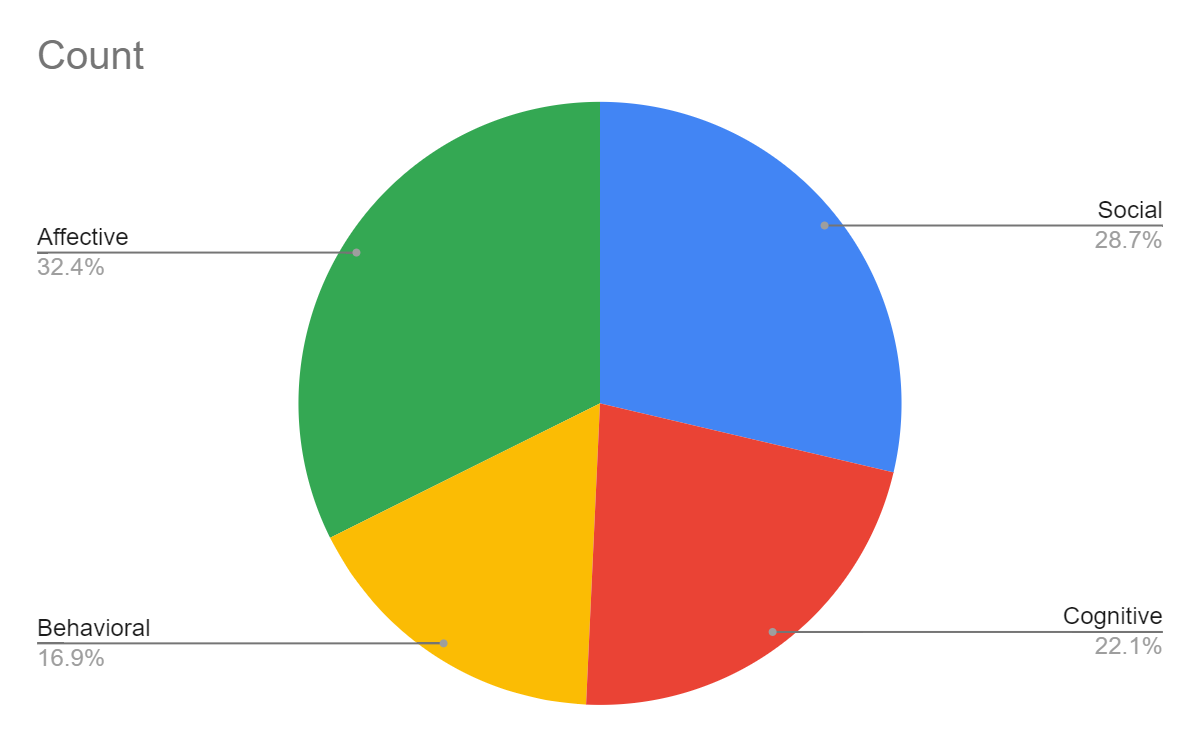 Count
Affective
32.4%
Social
28.7%
Behavioral
16.9%
Cognitive
22.1%